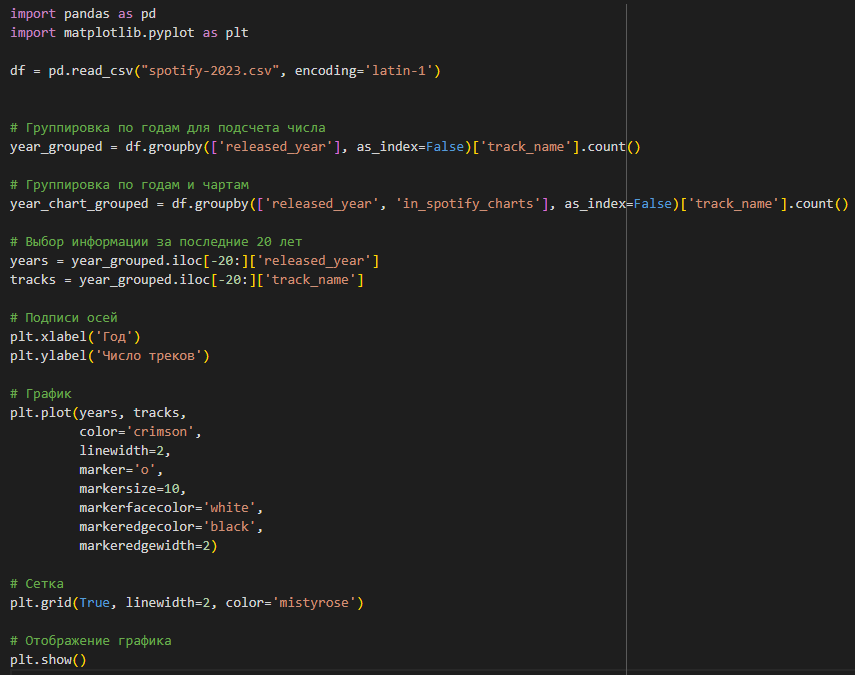 import pandas as pd
import matplotlib.pyplot as plt
df = pd.read_csv("spotify-2023.csv", encoding='latin-1')
# Группировка по годам для подсчета числа
year_grouped = df.groupby(['released_year'], as_index=False)['track_name'].count()
# Группировка по годам и чартам
year_chart_grouped = df.groupby(['released_year', 'in_spotify_charts'], as_index=False)['track_name'].count()
# Выбор информации за последние 20 лет
years = year_grouped.iloc[-20:]['released_year']
tracks = year_grouped.iloc[-20:]['track_name']
# Подписи осей
plt.xlabel('Год')
plt.ylabel('Число треков')
# График
plt.plot(years, tracks,
         color='crimson',
         linewidth=2,
         marker='o',
         markersize=10,
         markerfacecolor='white',
         markeredgecolor='black',
         markeredgewidth=2)
# Сетка
plt.grid(True, linewidth=2, color='mistyrose')
# Отображение графика
plt.show()